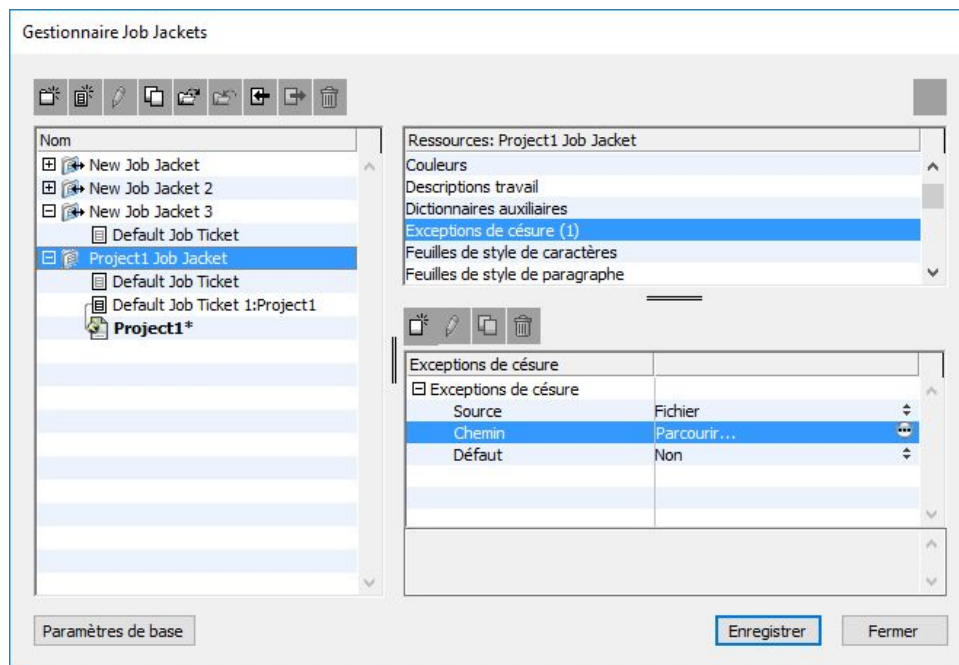 Gestionnaire Job Jackets
Nom
New Job Jacket
New Job Jacket 2
New Job Jacket 3
Default Job Ticket
Project1 Job Jacket
Default Job Ticket
Default Job Ticket 1:Project1
Project1*
Ressources: Project1 Job Jacket
Couleurs
Descriptions travail
Dictionnaires auxiliaires
Exceptions de césure (1)
Feuilles de style de caractères
Feuilles de style de paragraphe
Exceptions de césure
Exceptions de césure
Source Fichier
Chemin Parcourir...
Défaut Non
Paramètres de base
Enregistrer
Fermer